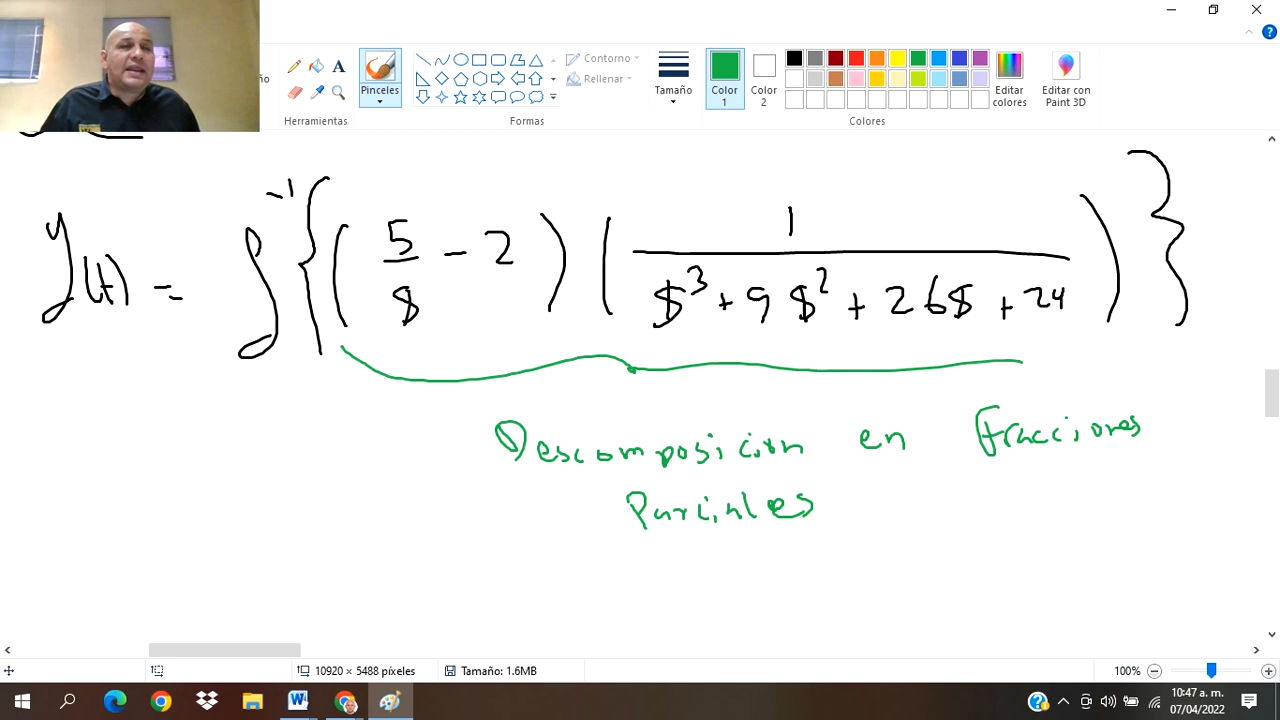 Contorno
Rellenar
Pinceles
Tamaño
Color 1
Color 2
Editar colores
Editar con Paint 3D
Herramientas
Formas
Colores
y(t) = ℒ⁻¹{(5/s - 2)(1/(s³ + 9s² + 26s + 24))}
Descomposicion en Fracciones
Parciales
10920 × 5488 píxeles
Tamaño: 1.6MB
100%
10:47 a. m.
07/04/2022